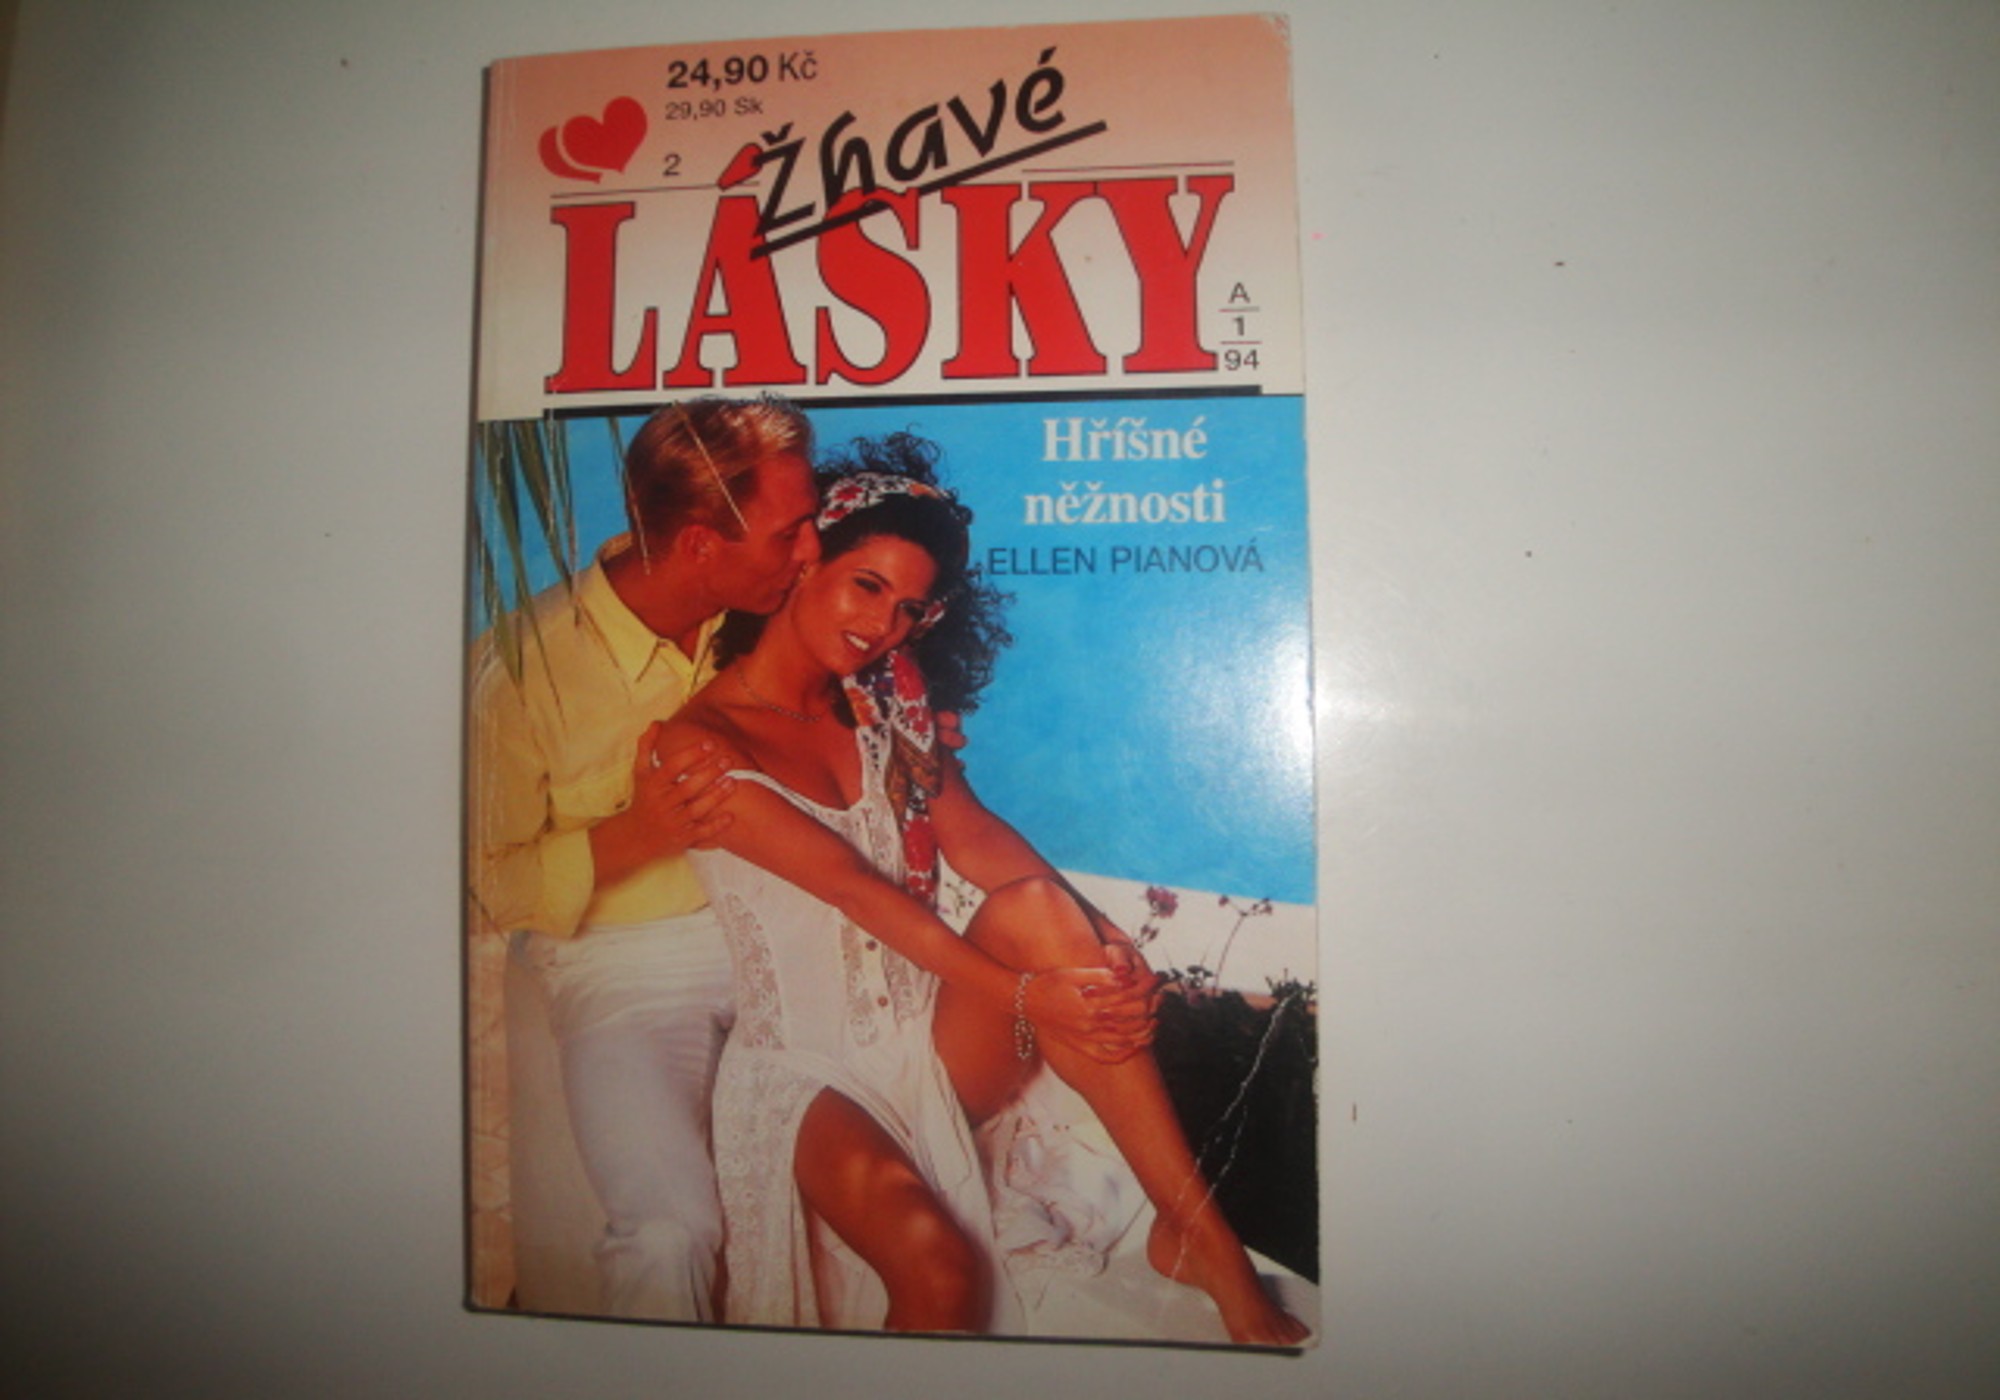 24,90 Kč
29,90 Sk
2
Žhavé
LÁSKY
A
1
94
Hříšné
něžnosti
ELLEN PIANOVÁ